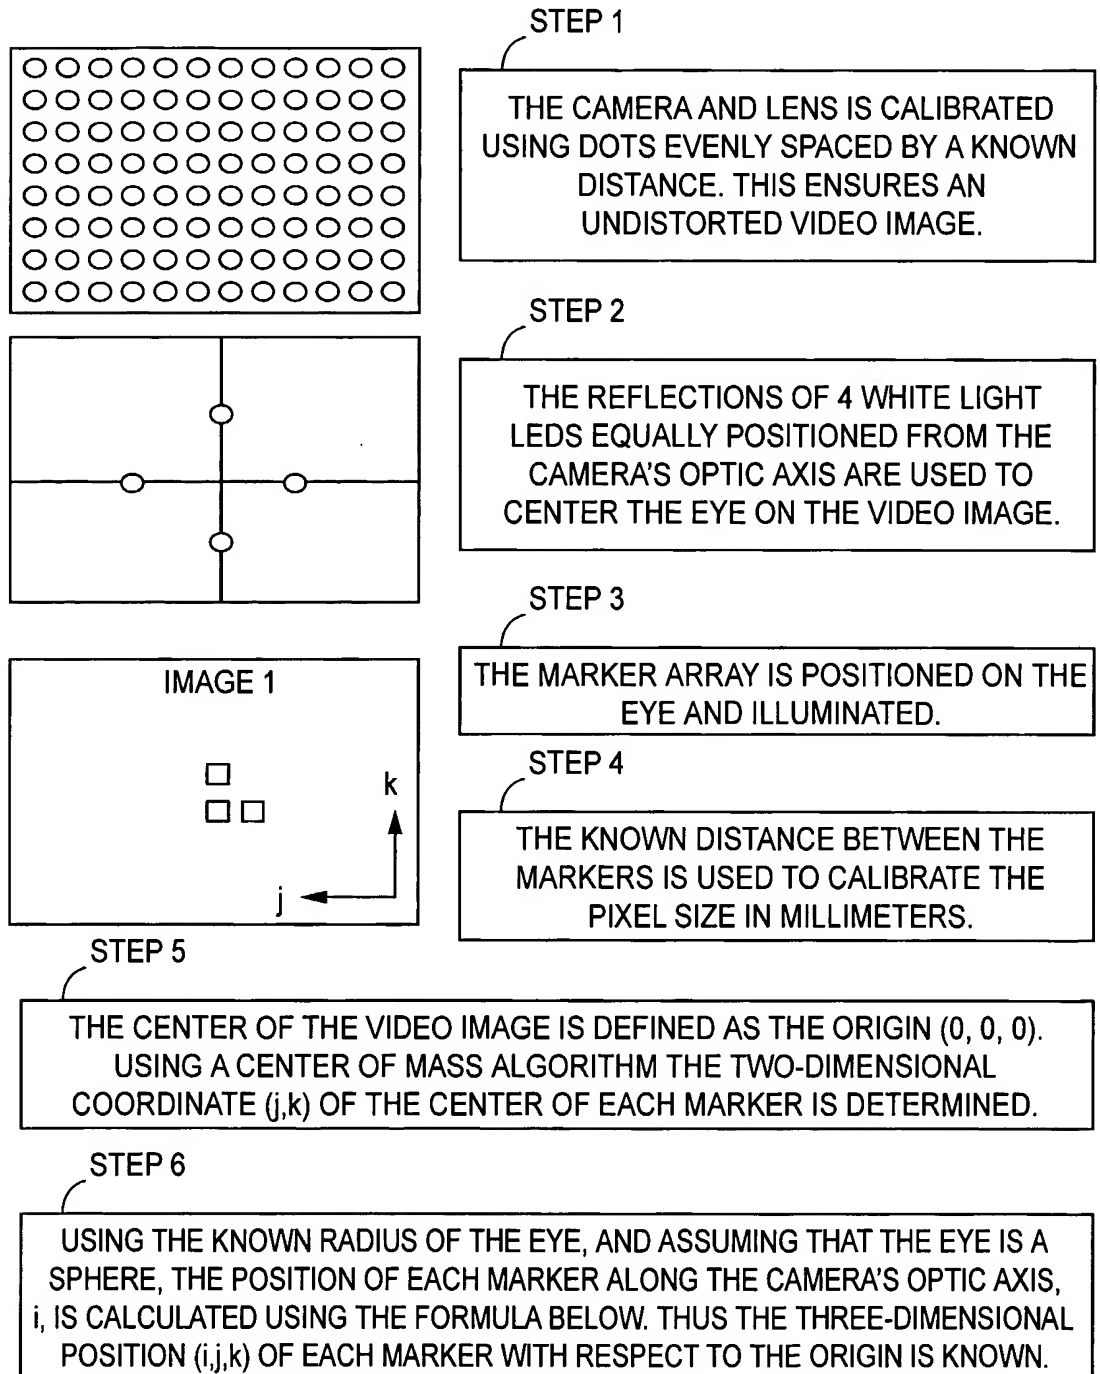 STEP 1
THE CAMERA AND LENS IS CALIBRATED
USING DOTS EVENLY SPACED BY A KNOWN
DISTANCE. THIS ENSURES AN
UNDISTORTED VIDEO IMAGE.
STEP 2
THE REFLECTIONS OF 4 WHITE LIGHT
LEDS EQUALLY POSITIONED FROM THE
CAMERA'S OPTIC AXIS ARE USED TO
CENTER THE EYE ON THE VIDEO IMAGE.
STEP 3
THE MARKER ARRAY IS POSITIONED ON THE
EYE AND ILLUMINATED.
IMAGE 1
k
j
STEP 4
THE KNOWN DISTANCE BETWEEN THE
MARKERS IS USED TO CALIBRATE THE
PIXEL SIZE IN MILLIMETERS.
STEP 5
THE CENTER OF THE VIDEO IMAGE IS DEFINED AS THE ORIGIN (0, 0, 0).
USING A CENTER OF MASS ALGORITHM THE TWO-DIMENSIONAL
COORDINATE (j,k) OF THE CENTER OF EACH MARKER IS DETERMINED.
STEP 6
USING THE KNOWN RADIUS OF THE EYE, AND ASSUMING THAT THE EYE IS A
SPHERE, THE POSITION OF EACH MARKER ALONG THE CAMERA'S OPTIC AXIS,
i, IS CALCULATED USING THE FORMULA BELOW. THUS THE THREE-DIMENSIONAL
POSITION (i,j,k) OF EACH MARKER WITH RESPECT TO THE ORIGIN IS KNOWN.